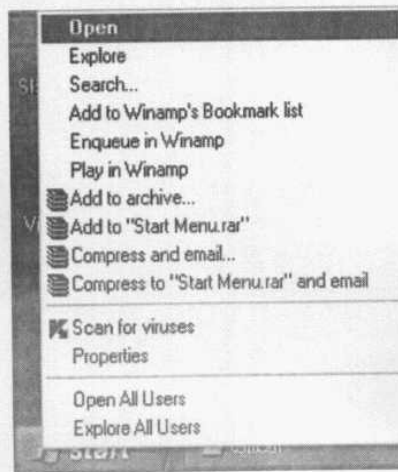 Open
Explore
Search...
Add to Winamp's Bookmark list
Enqueue in Winamp
Play in Winamp
Add to archive...
Add to "Start Menu.rar"
Compress and email...
Compress to "Start Menu.rar" and email
Scan for viruses
Properties
Open All Users
Explore All Users
start